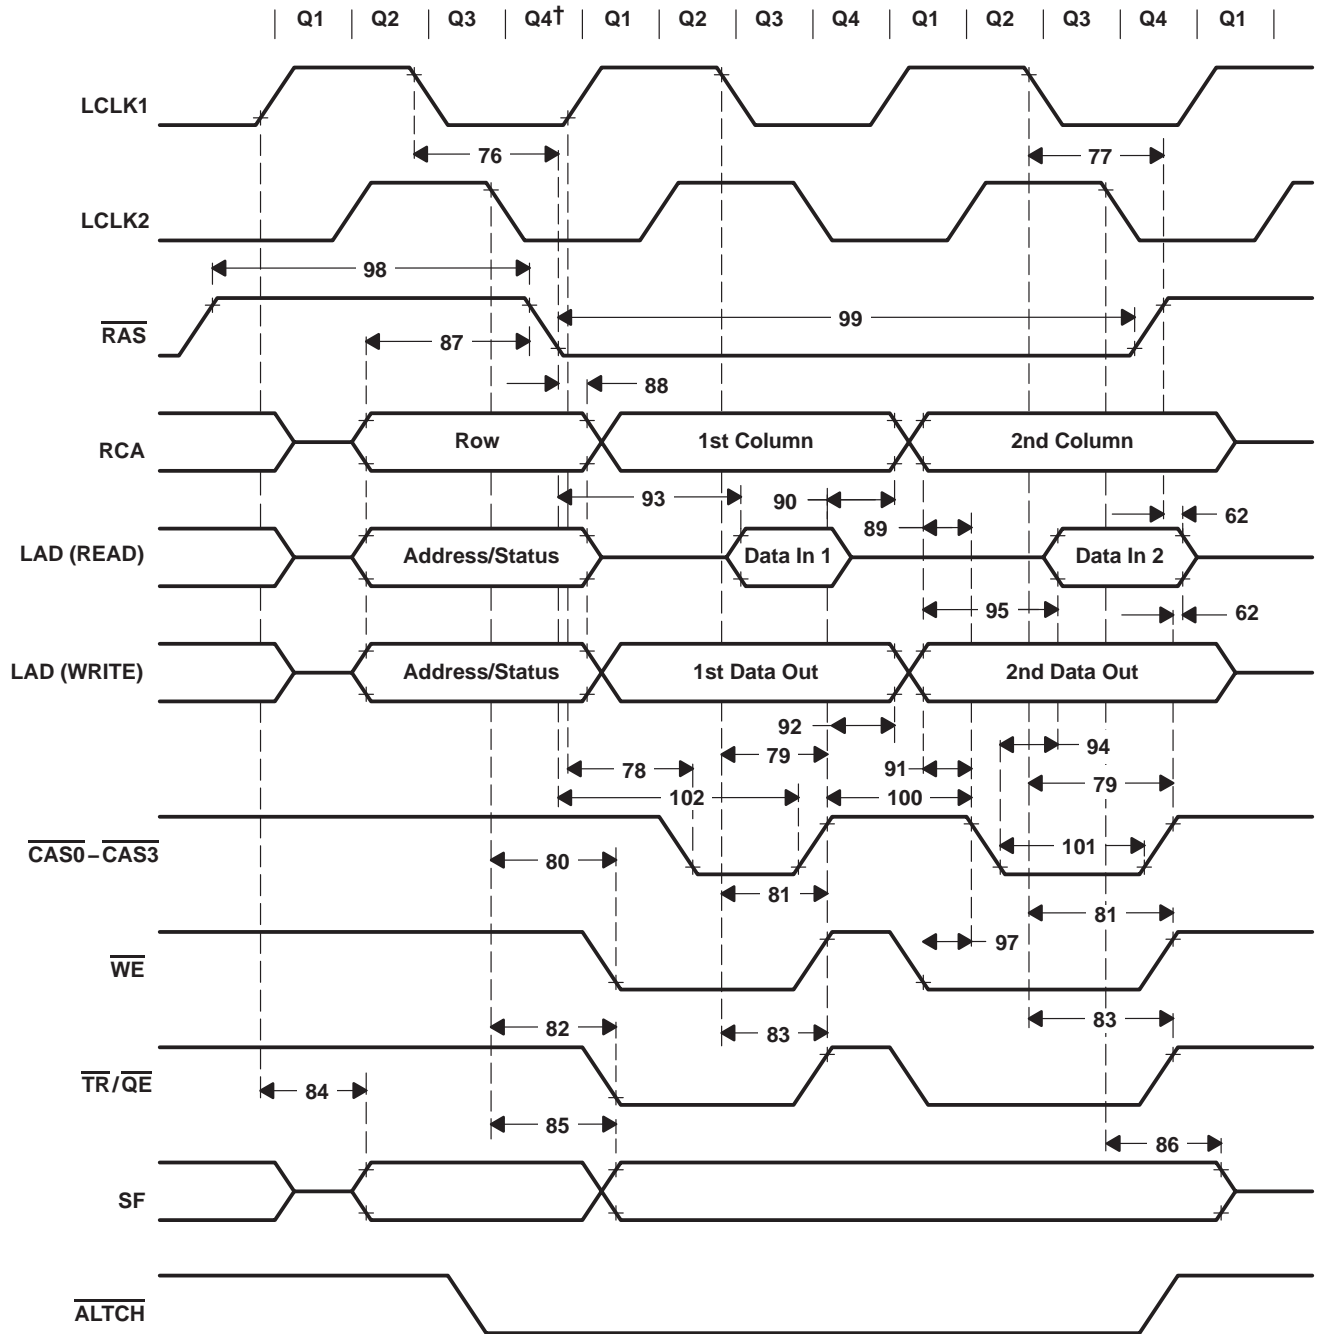 Q1 Q2 Q3 Q4† Q1 Q2 Q3 Q4 Q1 Q2 Q3 Q4 Q1
LCLK1
76 77
LCLK2
98
RAS
99
87
88
RCA Row 1st Column 2nd Column
93 90 62
89
LAD (READ) Address/Status Data In 1 Data In 2
95 62
LAD (WRITE) Address/Status 1st Data Out 2nd Data Out
92
79 94
78 91 79
102 100
CAS0–CAS3
80 101
81
81
WE 97
82 83 83
TR/QE
84
85
86
SF
ALTCH